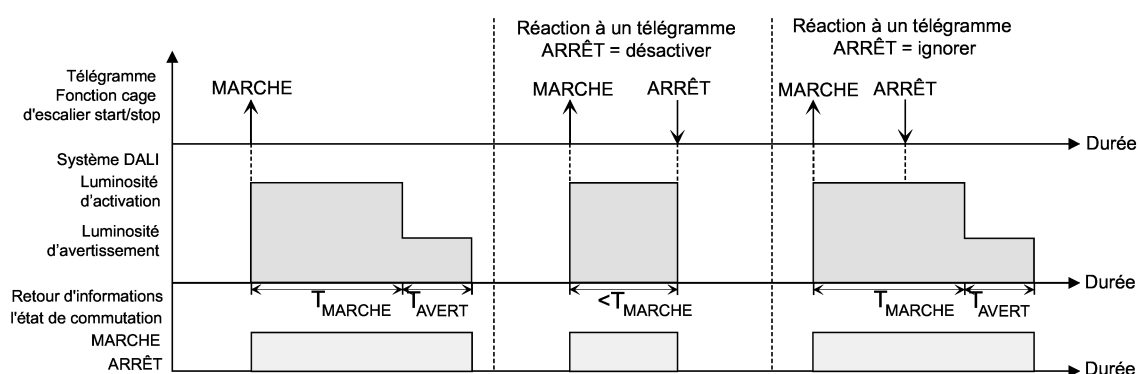 Réaction à un télégramme
ARRÊT = désactiver
Réaction à un télégramme
ARRÊT = ignorer
Télégramme
Fonction cage
d'escalier start/stop
MARCHE
MARCHE
ARRÊT
MARCHE
ARRÊT
Durée
Système DALI
Luminosité
d'activation
Luminosité
d'avertissement
Durée
TMARCHE
TAVERT
<TMARCHE
TMARCHE
TAVERT
Retour d'informations
l'état de commutation
MARCHE
ARRÊT
Durée